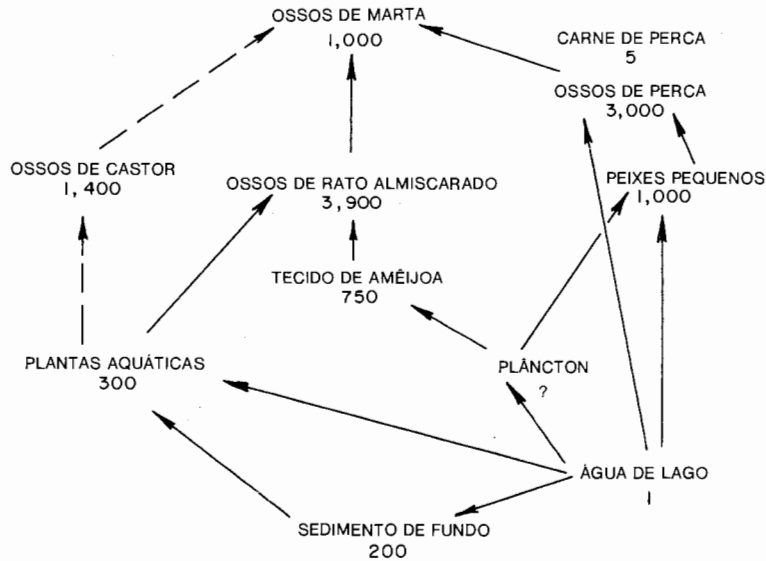 OSSOS DE MARTA
1,000
CARNE DE PERCA
5
OSSOS DE PERCA
3,000
OSSOS DE CASTOR
1,400
OSSOS DE RATO ALMISCARADO
3,900
PEIXES PEQUENOS
1,000
TECIDO DE AMÊIJOA
750
PLANTAS AQUÁTICAS
300
PLÂNCTON
?
ÁGUA DE LAGO
1
SEDIMENTO DE FUNDO
200